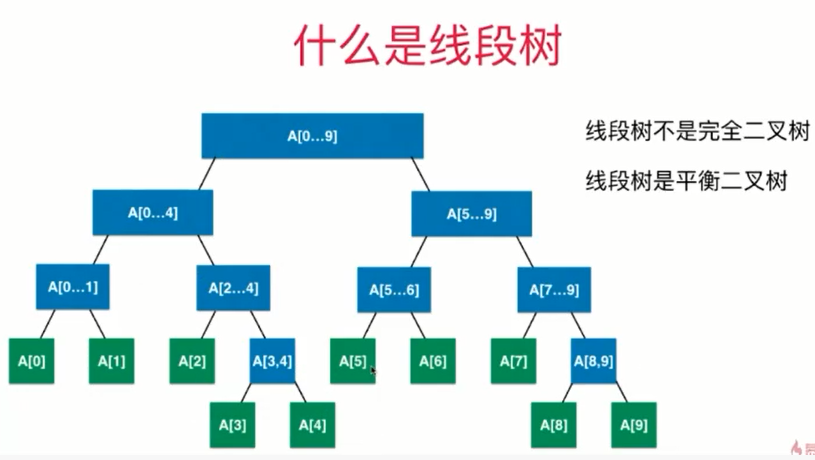 什么是线段树
A[0...9]
线段树不是完全二叉树
线段树是平衡二叉树
A[0...4]
A[5...9]
A[0...1]
A[2...4]
A[5...6]
A[7...9]
A[0]
A[1]
A[2]
A[3,4]
A[5]
A[6]
A[7]
A[8,9]
A[3]
A[4]
A[8]
A[9]